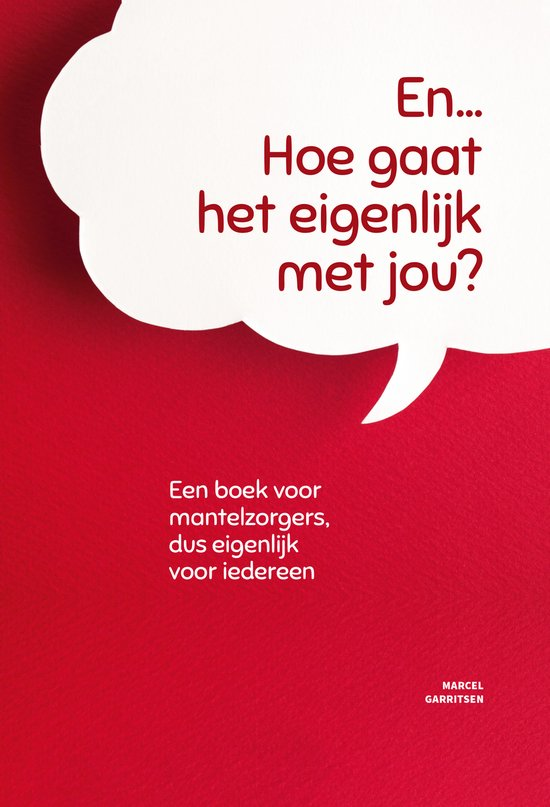 En...
Hoe gaat
het eigenlijk
met jou?
Een boek voor
mantelzorgers,
dus eigenlijk
voor iedereen
MARCEL
GARRITSEN